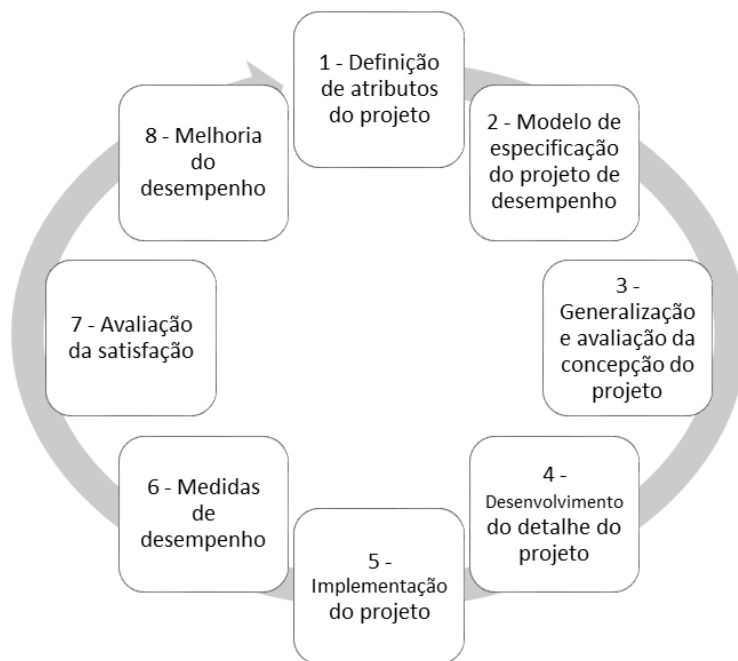 1 - Definição
de atributos
do projeto
2 - Modelo de
especificação
do projeto de
desempenho
3 -
Generalização
e avaliação da
concepção do
projeto
4 -
Desenvolvimento
do detalhe do
projeto
5 -
Implementação
do projeto
6 - Medidas
de
desempenho
7 - Avaliação
da satisfação
8 - Melhoria
do
desempenho